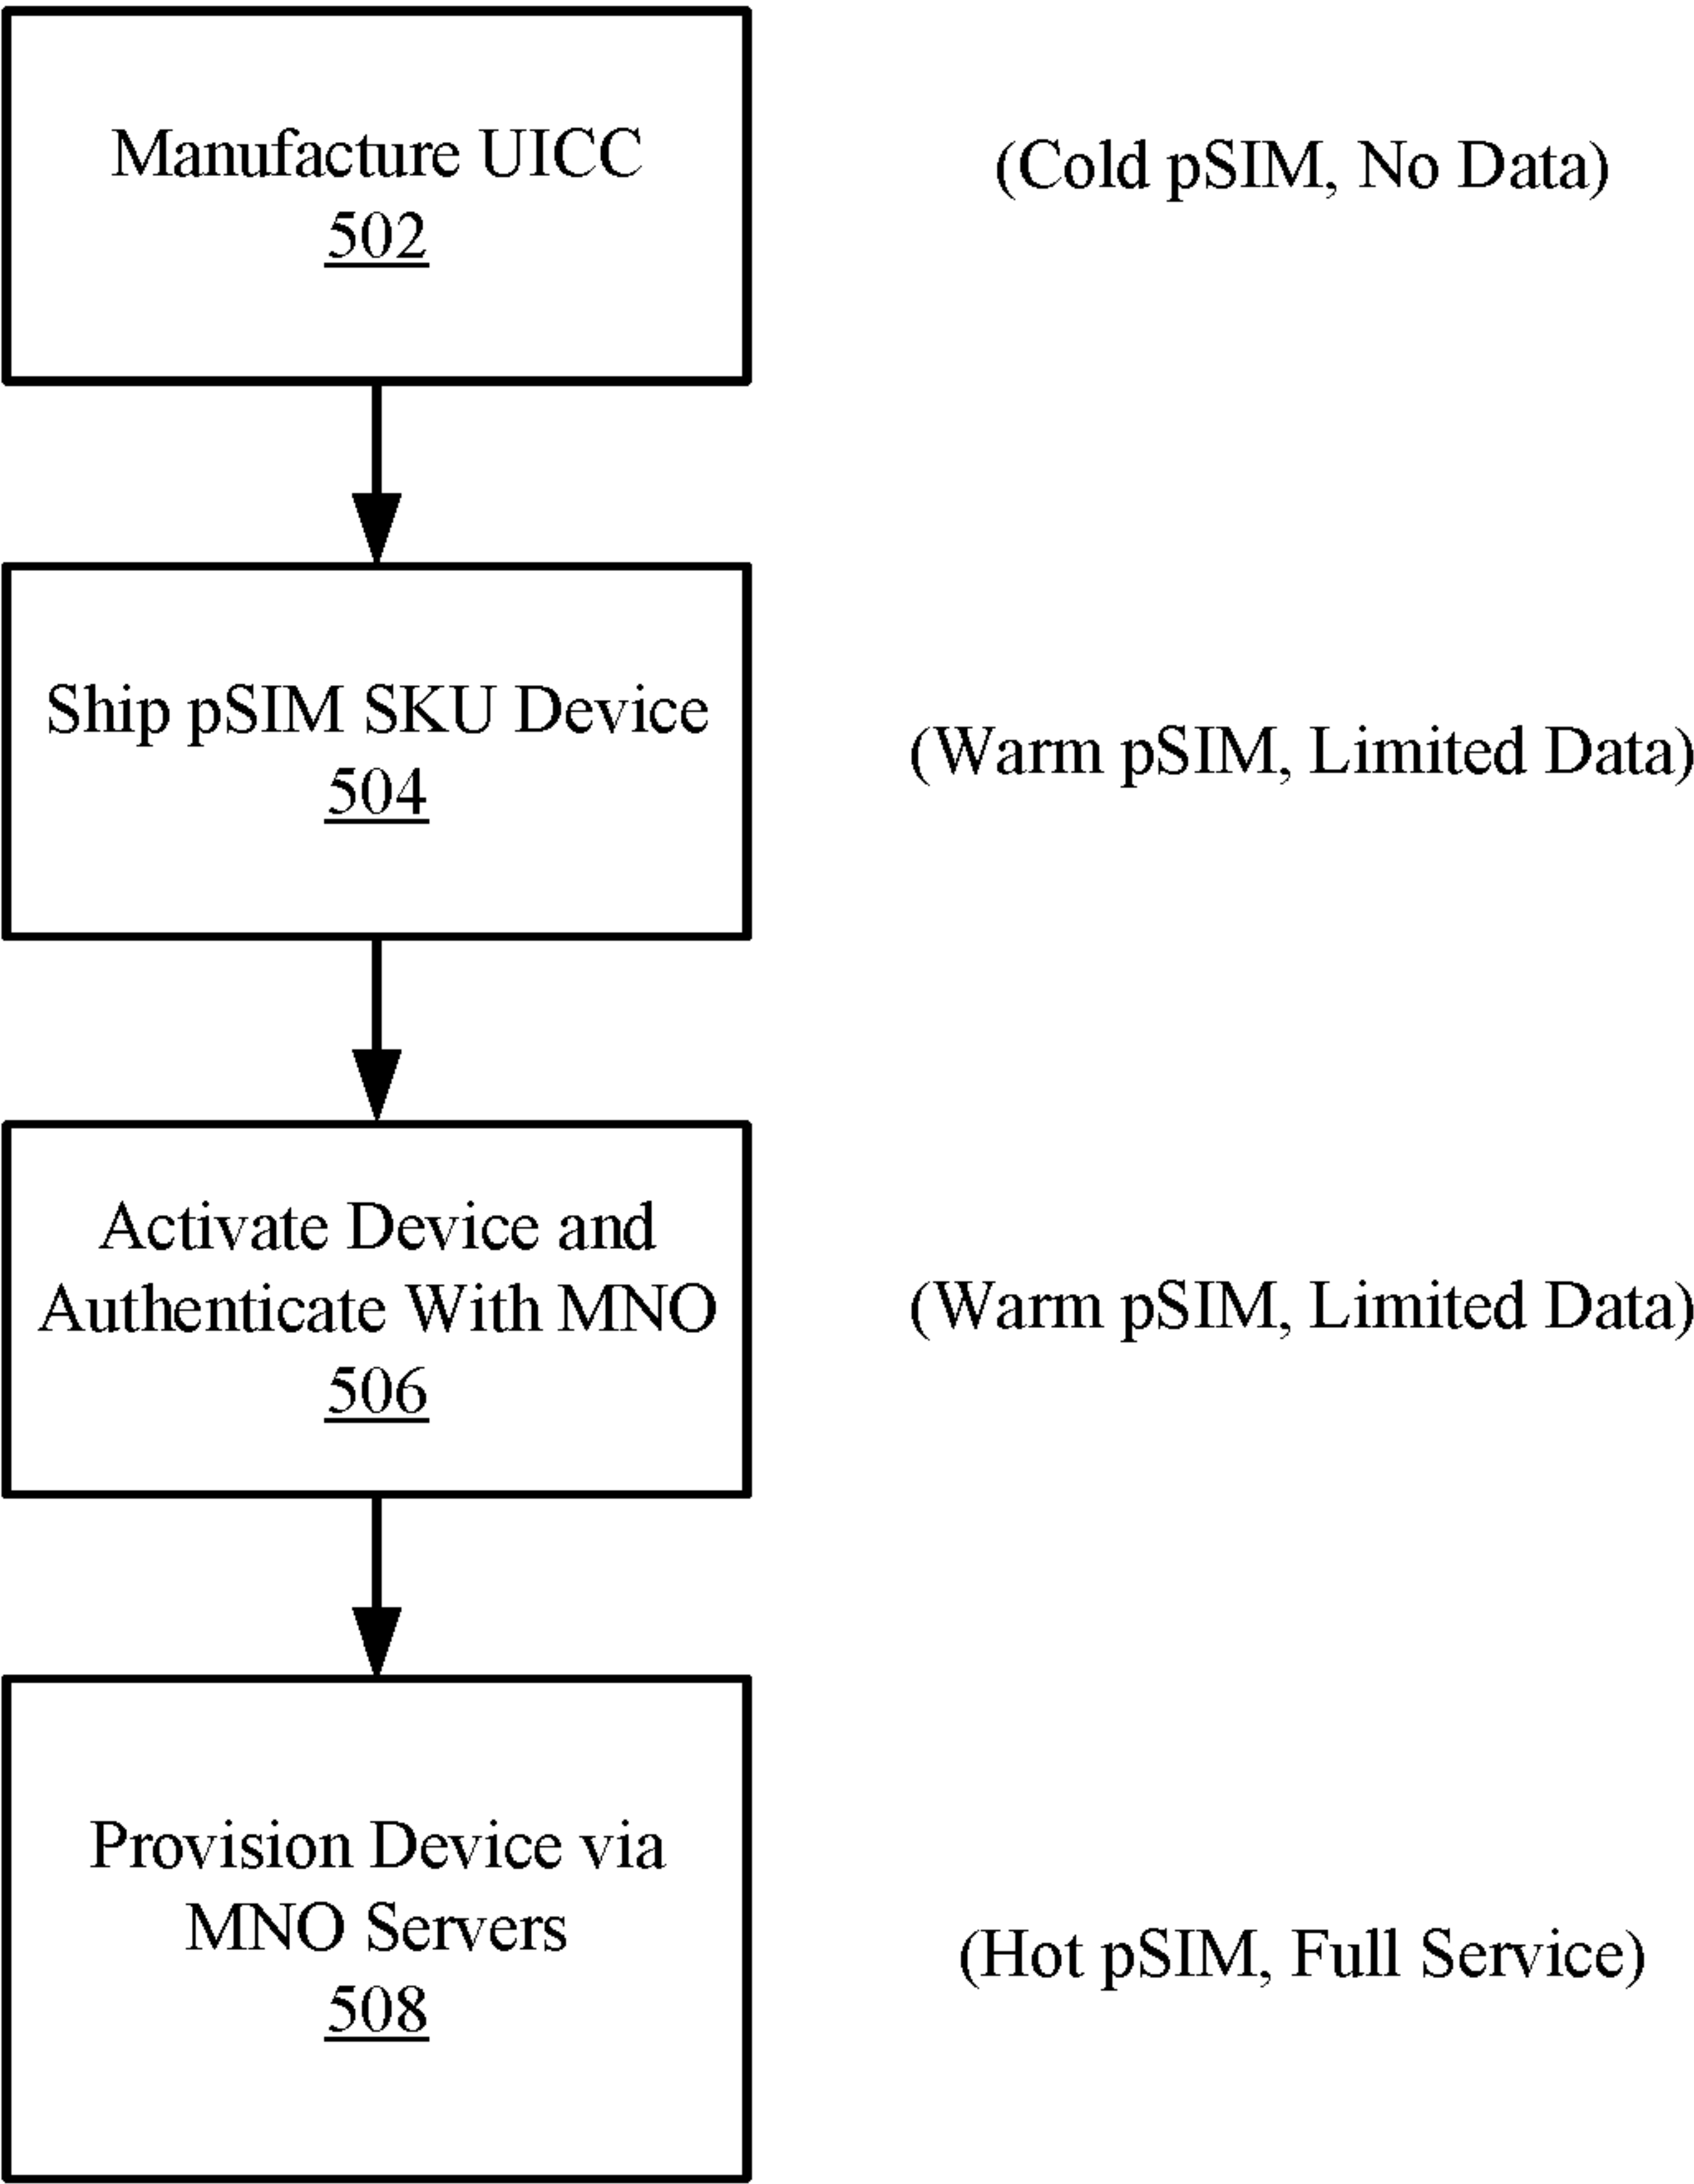 Manufacture UICC
502
(Cold pSIM, No Data)
Ship pSIM SKU Device
504
(Warm pSIM, Limited Data)
Activate Device and
Authenticate With MNO
506
(Warm pSIM, Limited Data)
Provision Device via
MNO Servers
508
(Hot pSIM, Full Service)